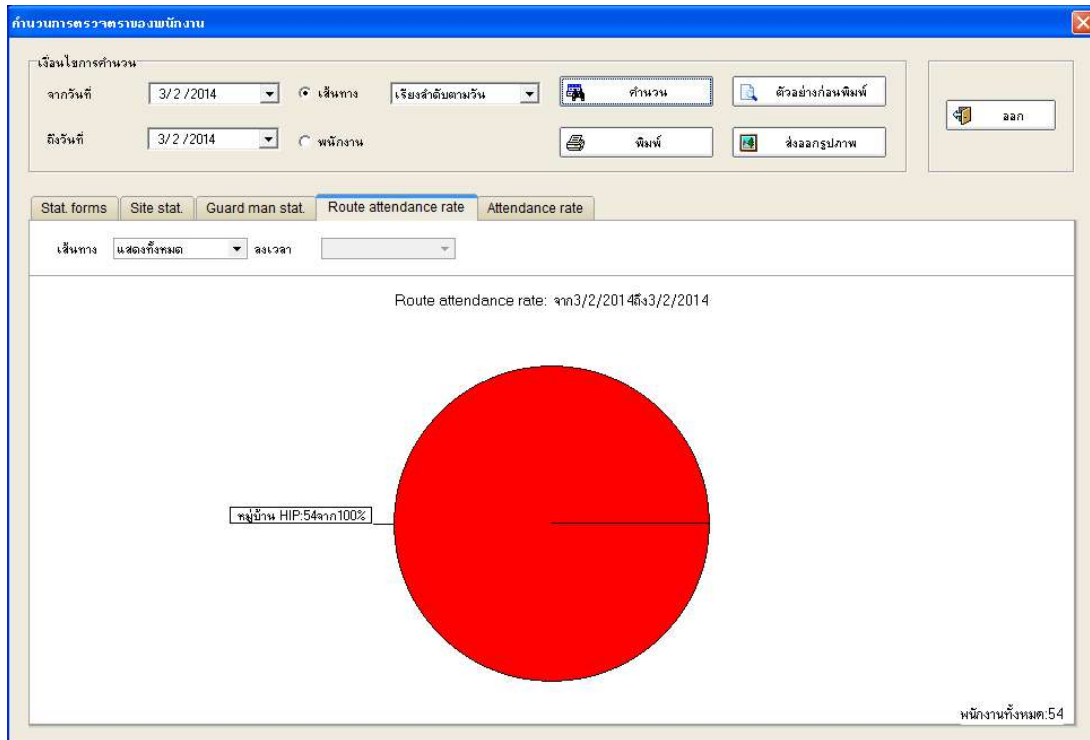 คำนวนการตรวจตราของพนักงาน
เงื่อนไขการคำนวน
จากวันที่ 3/ 2 /2014 เส้นทาง เรียงลำดับตามวัน คำนวน ตัวอย่างก่อนพิมพ์
ออก
ถึงวันที่ 3/ 2 /2014 พนักงาน พิมพ์ ส่งออกรูปภาพ
Stat. forms Site stat. Guard man stat. Route attendance rate Attendance rate
เส้นทาง แสดงทั้งหมด ลงเวลา
Route attendance rate: จาก3/2/2014ถึง3/2/2014
หมู่บ้าน HIP:54จาก100%
พนักงานทั้งหมด:54